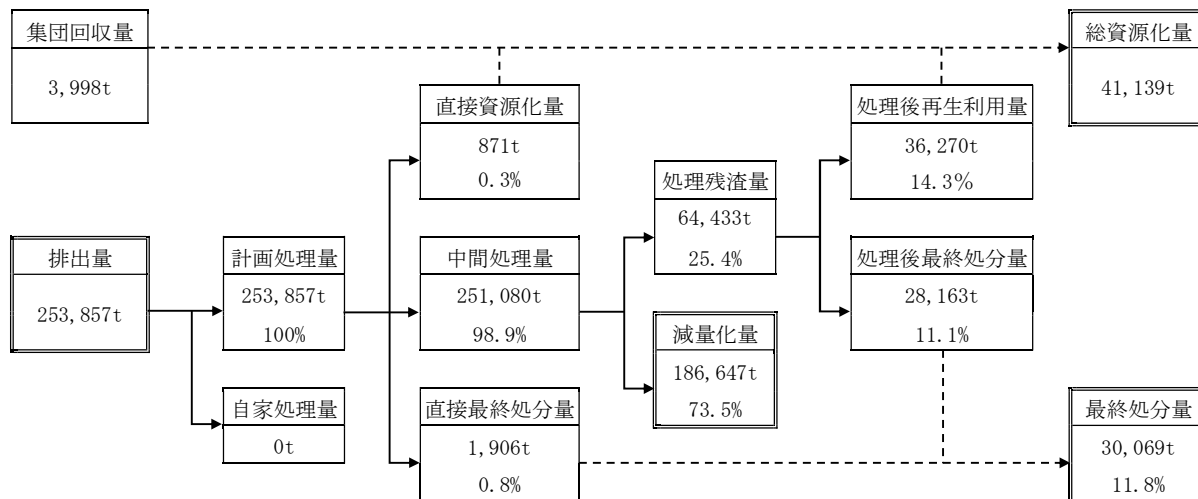 集団回収量
3,998t
総資源化量
41,139t
直接資源化量
871t
0.3%
処理後再生利用量
36,270t
14.3%
処理残渣量
64,433t
25.4%
排出量
253,857t
計画処理量
253,857t
100%
中間処理量
251,080t
98.9%
処理後最終処分量
28,163t
11.1%
減量化量
186,647t
73.5%
自家処理量
0t
直接最終処分量
1,906t
0.8%
最終処分量
30,069t
11.8%